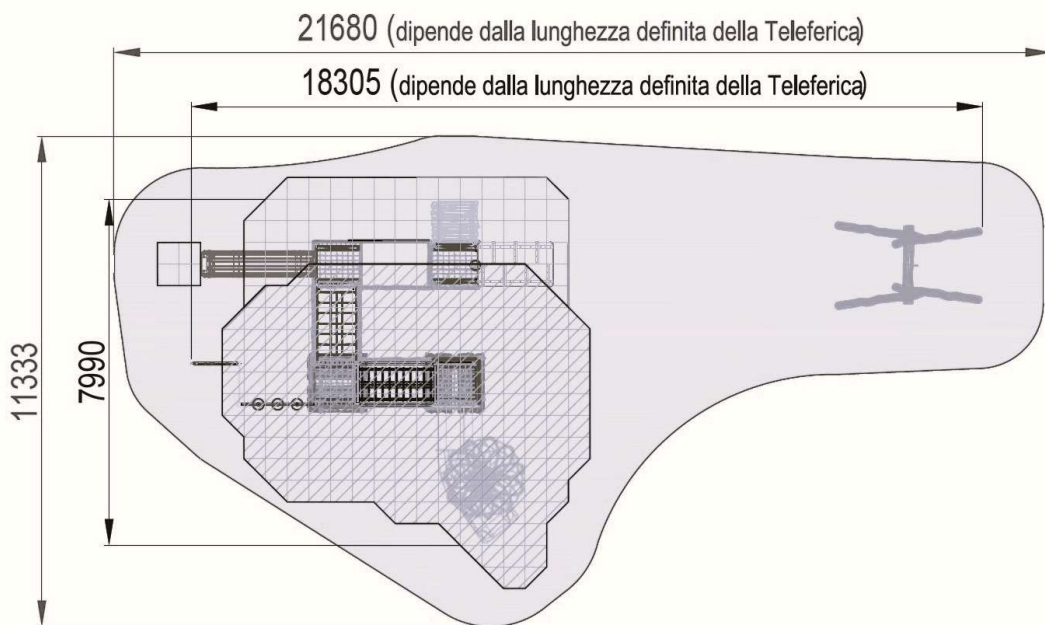 21680 (dipende dalla lunghezza definita della Teleferica)
18305 (dipende dalla lunghezza definita della Teleferica)
11333
7990